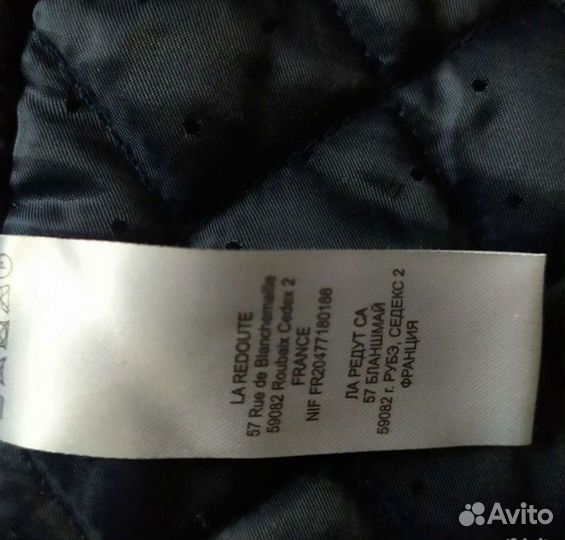 LA REDOUTE
57 Rue de Blanchemaille
59082 Roubaix Cedex 2
FRANCE
NIF FR20477180186
ЛА РЕДУТ СА
57 БЛАНШМАЙ
59082 г. РУБЭ, СЕДЕКС 2
ФРАНЦИЯ
Avito